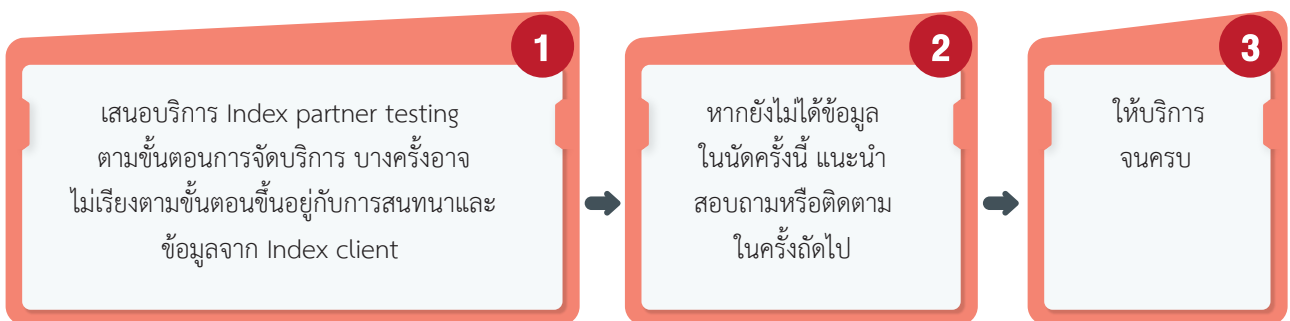 1
เสนอบริการ Index partner testing
ตามขั้นตอนการจัดบริการ บางครั้งอาจ
ไม่เรียงตามขั้นตอนขึ้นอยู่กับการสนทนาและ
ข้อมูลจาก Index client
2
หากยังไม่ได้ข้อมูล
ในนัดครั้งนี้ แนะนำ
สอบถามหรือติดตาม
ในครั้งถัดไป
3
ให้บริการ
จนครบ